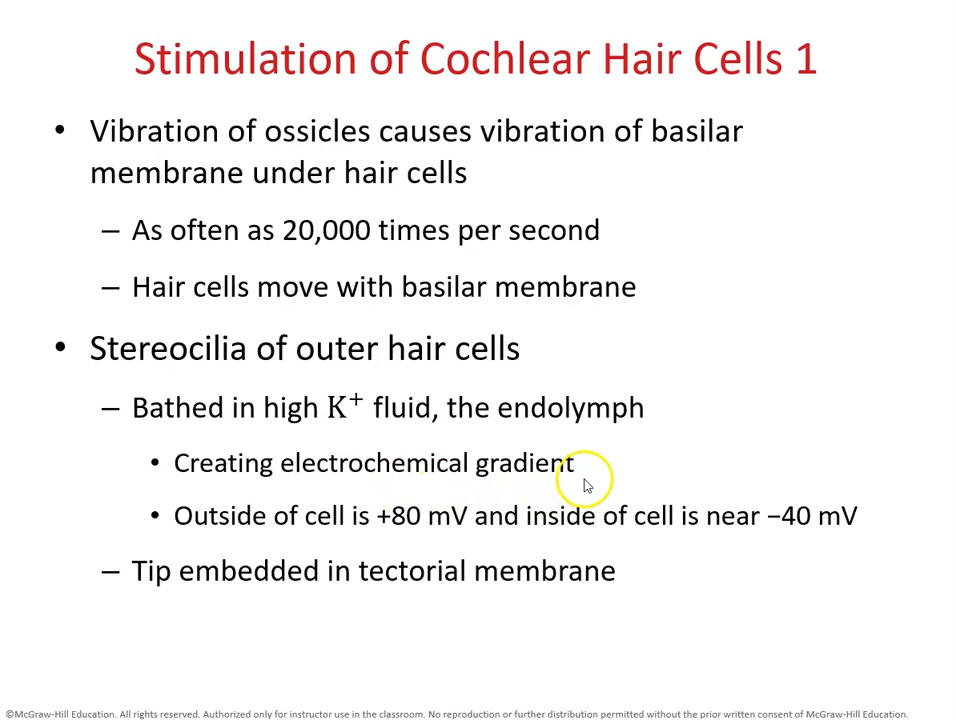 Stimulation of Cochlear Hair Cells 1
• Vibration of ossicles causes vibration of basilar
membrane under hair cells
– As often as 20,000 times per second
– Hair cells move with basilar membrane
• Stereocilia of outer hair cells
– Bathed in high K⁺ fluid, the endolymph
• Creating electrochemical gradient
• Outside of cell is +80 mV and inside of cell is near −40 mV
– Tip embedded in tectorial membrane
©McGraw-Hill Education. All rights reserved. Authorized only for instructor use in the classroom. No reproduction or further distribution permitted without the prior written consent of McGraw-Hill Education.